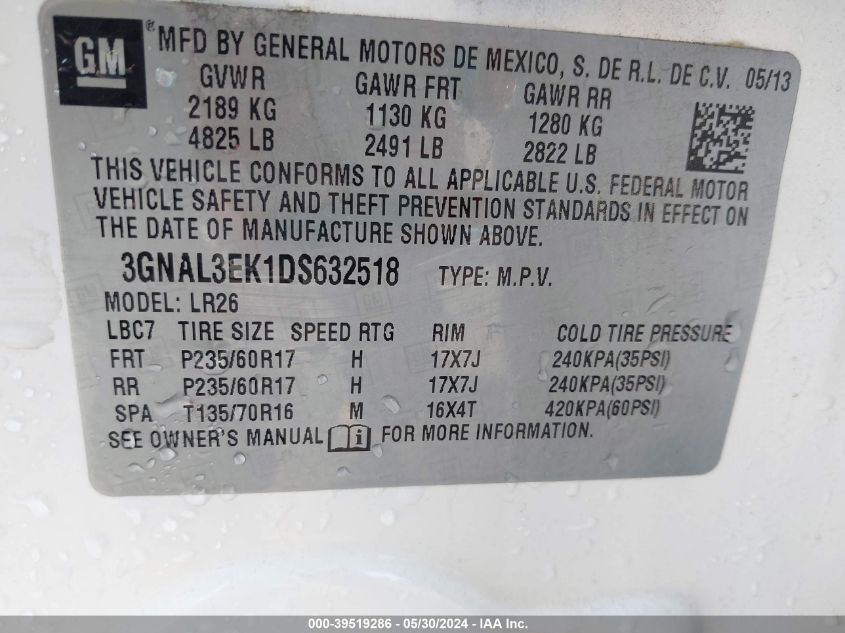 GM ® MFD BY GENERAL MOTORS DE MEXICO, S. DE R.L. DE C.V. 05/13
GVWR GAWR FRT GAWR RR
2189 KG 1130 KG 1280 KG
4825 LB 2491 LB 2822 LB
THIS VEHICLE CONFORMS TO ALL APPLICABLE U.S. FEDERAL MOTOR
VEHICLE SAFETY AND THEFT PREVENTION STANDARDS IN EFFECT ON
THE DATE OF MANUFACTURE SHOWN ABOVE.
3GNAL3EK1DS632518 TYPE: M.P.V.
MODEL: LR26
LBC7 TIRE SIZE SPEED RTG RIM COLD TIRE PRESSURE
FRT P235/60R17 H 17X7J 240KPA(35PSI)
RR P235/60R17 H 17X7J 240KPA(35PSI)
SPA T135/70R16 M 16X4T 420KPA(60PSI)
SEE OWNER'S MANUAL i FOR MORE INFORMATION.
000-39519286 - 05/30/2024 - IAA Inc.